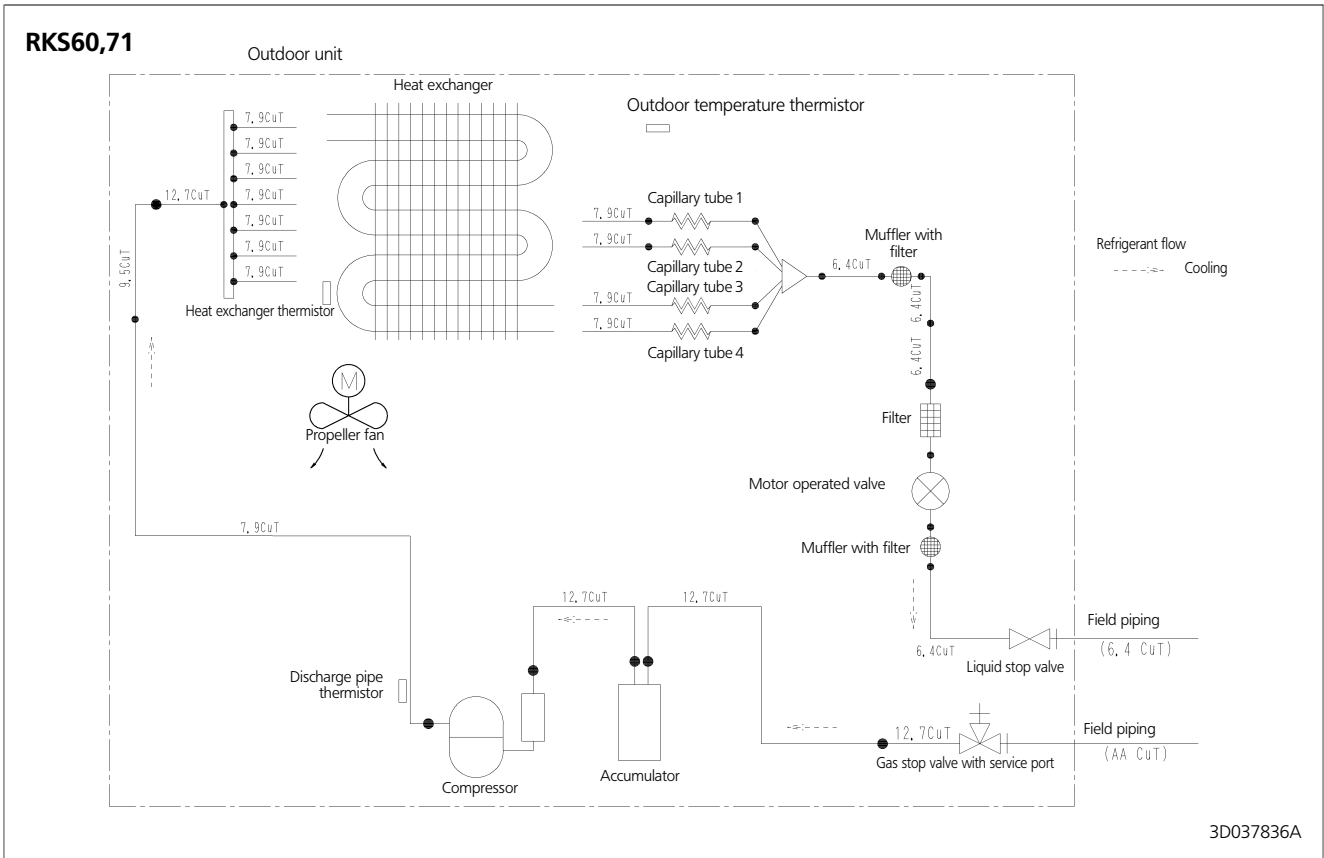 RKS60,71
Outdoor unit
Heat exchanger
Outdoor temperature thermistor
7,9CuT
7,9CuT
7,9CuT
12,7CuT
7,9CuT
7,9CuT
7,9CuT
7,9CuT
9,5CuT
Heat exchanger thermistor
Capillary tube 1
7,9CuT
7,9CuT
Capillary tube 2
Capillary tube 3
7,9CuT
7,9CuT
Capillary tube 4
Muffler with
filter
6,4CuT
6,4CuT
6,4CuT
Refrigerant flow
Cooling
M
Propeller fan
Filter
Motor operated valve
Muffler with filter
7,9CuT
12,7CuT
12,7CuT
6,4CuT
Liquid stop valve
Field piping
(6,4 CuT)
Discharge pipe
thermistor
Compressor
Accumulator
12,7CuT
Gas stop valve with service port
Field piping
(AA CuT)
3D037836A